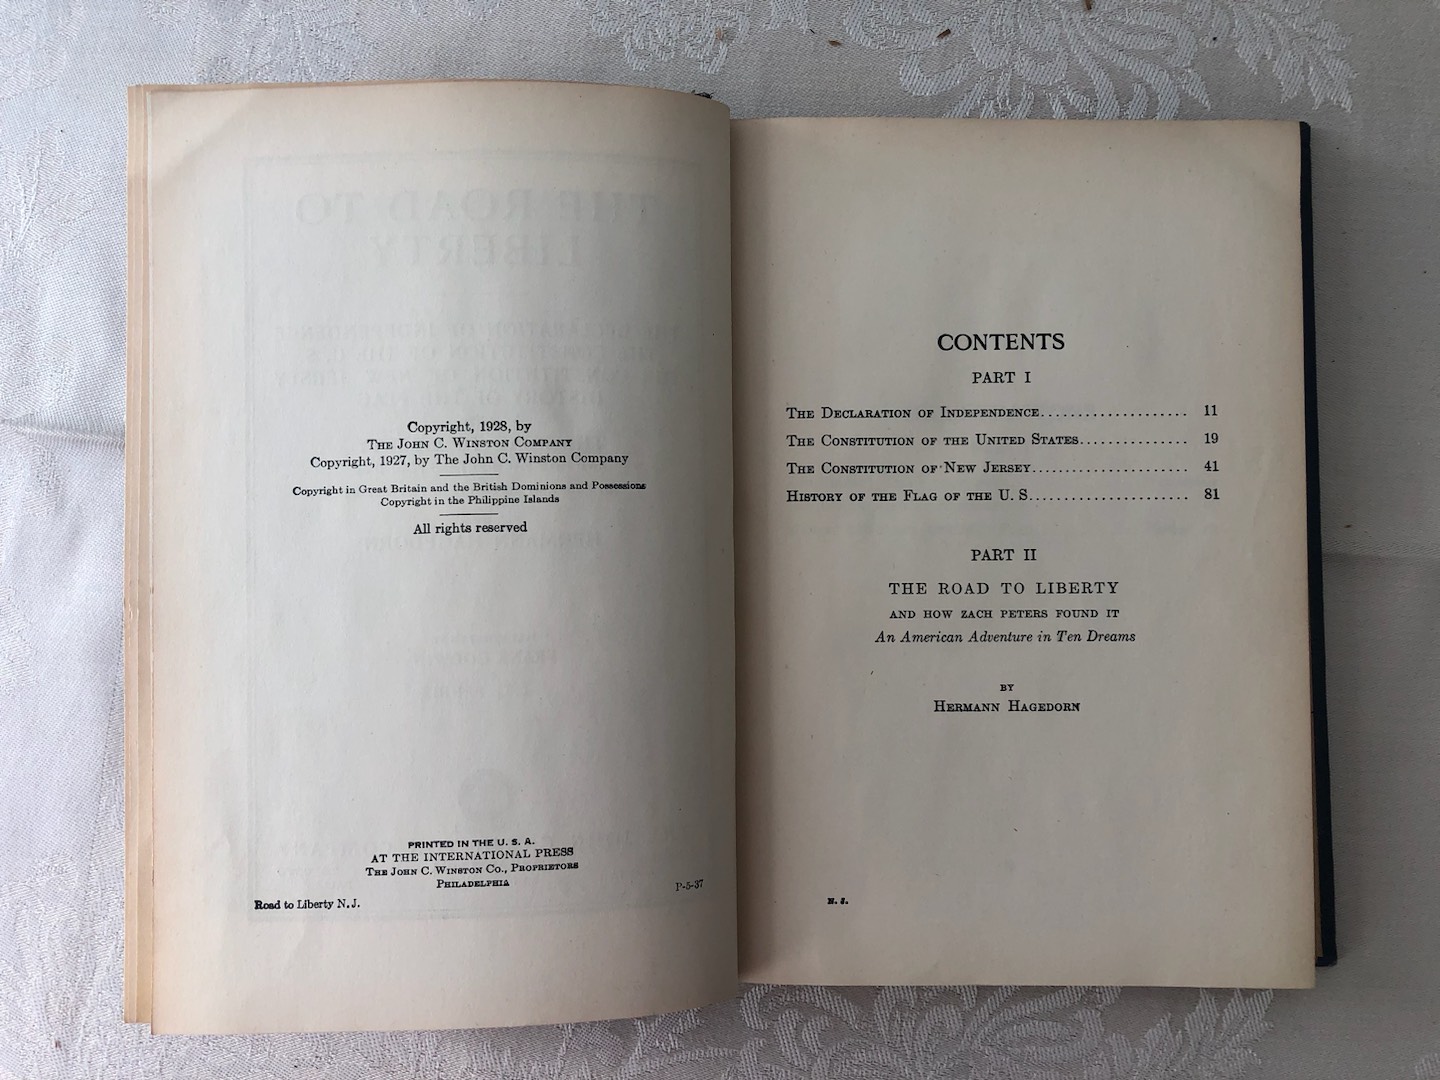 Copyright, 1928, by
The John C. Winston Company
Copyright, 1927, by The John C. Winston Company
Copyright in Great Britain and the British Dominions and Possessions
Copyright in the Philippine Islands
All rights reserved
PRINTED IN THE U. S. A.
AT THE INTERNATIONAL PRESS
The John C. Winston Co., Proprietors
Philadelphia
P-5-37
Road to Liberty N. J.
CONTENTS
PART I
The Declaration of Independence.................... 11
The Constitution of the United States............... 19
The Constitution of New Jersey...................... 41
History of the Flag of the U. S...................... 81
PART II
THE ROAD TO LIBERTY
AND HOW ZACH PETERS FOUND IT
An American Adventure in Ten Dreams
BY
Hermann Hagedorn
N. J.
THE ROAD TO
LIBERTY